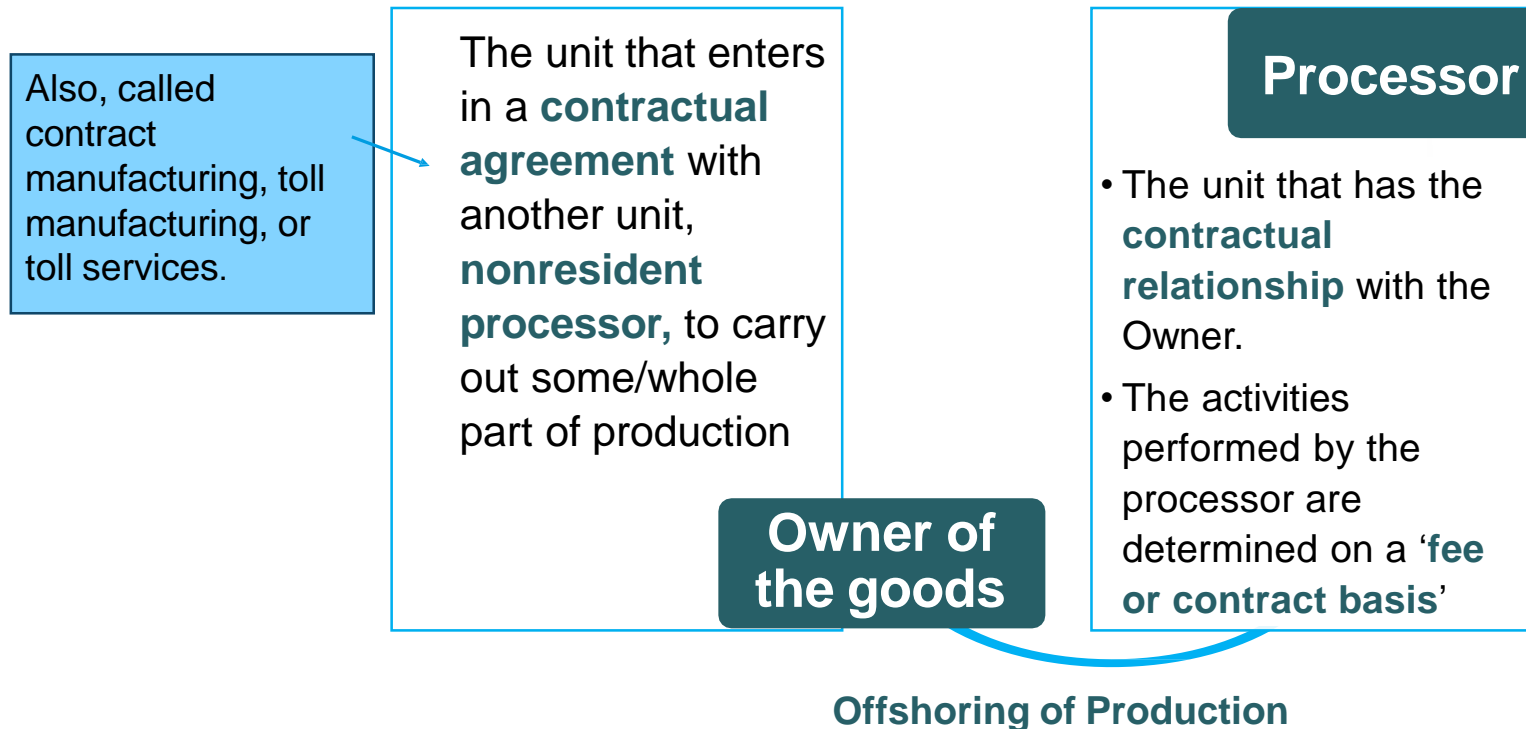 Also, called
contract
manufacturing, toll
manufacturing, or
toll services.
The unit that enters
in a contractual
agreement with
another unit,
nonresident
processor, to carry
out some/whole
part of production
Owner of
the goods
Processor
• The unit that has the
contractual
relationship with the
Owner.
• The activities
performed by the
processor are
determined on a ‘fee
or contract basis’
Offshoring of Production